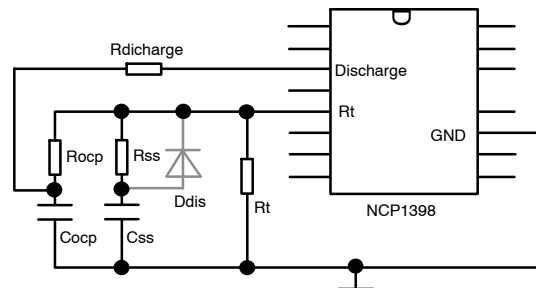 Rdicharge
Discharge
Rt
GND
Rocp
Rss
Ddis
Rt
NCP1398
Cocp
Css